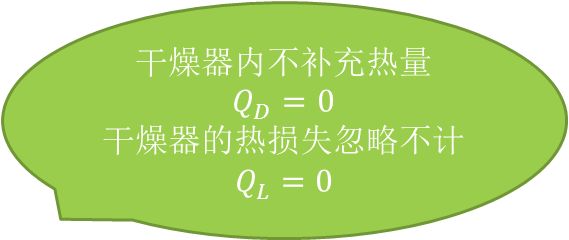 干燥器内不补充热量
Q_D = 0
干燥器的热损失忽略不计
Q_L = 0